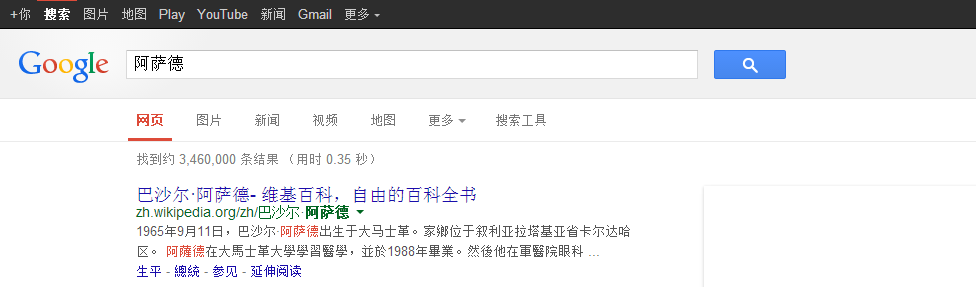 +你 搜索 图片 地图 Play YouTube 新闻 Gmail 更多
Google 阿萨德
网页 图片 新闻 视频 地图 更多 搜索工具
找到约 3,460,000 条结果 （用时 0.35 秒）
巴沙尔·阿萨德- 维基百科，自由的百科全书
zh.wikipedia.org/zh/巴沙尔·阿萨德
1965年9月11日，巴沙尔·阿萨德出生于大马士革。家鄉位于叙利亚拉塔基亚省卡尔达哈
区。 阿薩德在大馬士革大學學習醫學，並於1988年畢業。然後他在軍醫院眼科 ...
生平 - 總統 - 参见 - 延伸阅读